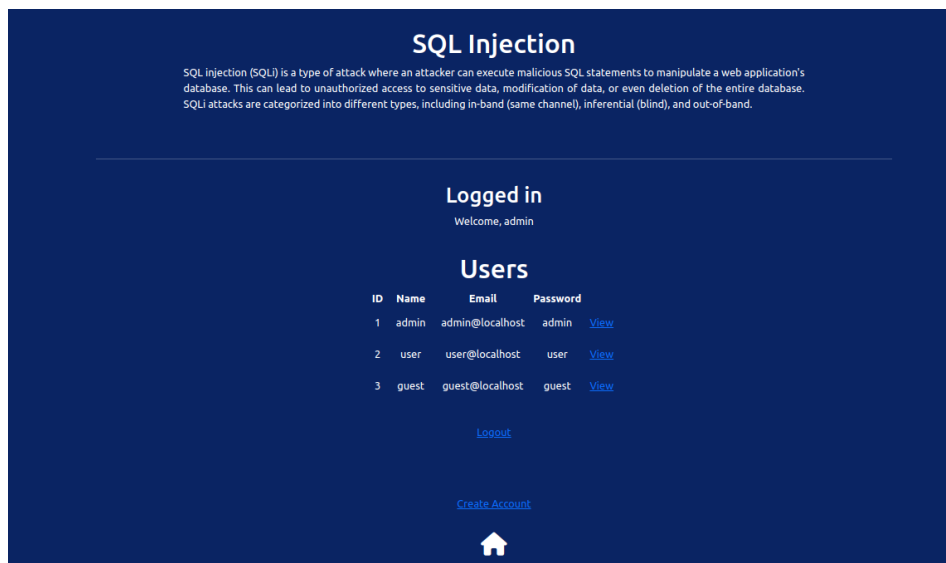 SQL Injection
SQL injection (SQLi) is a type of attack where an attacker can execute malicious SQL statements to manipulate a web application's
database. This can lead to unauthorized access to sensitive data, modification of data, or even deletion of the entire database.
SQLi attacks are categorized into different types, including in-band (same channel), inferential (blind), and out-of-band.
Logged in
Welcome, admin
Users
ID Name Email Password
1 admin admin@localhost admin View
2 user user@localhost user View
3 guest guest@localhost guest View
Logout
Create Account